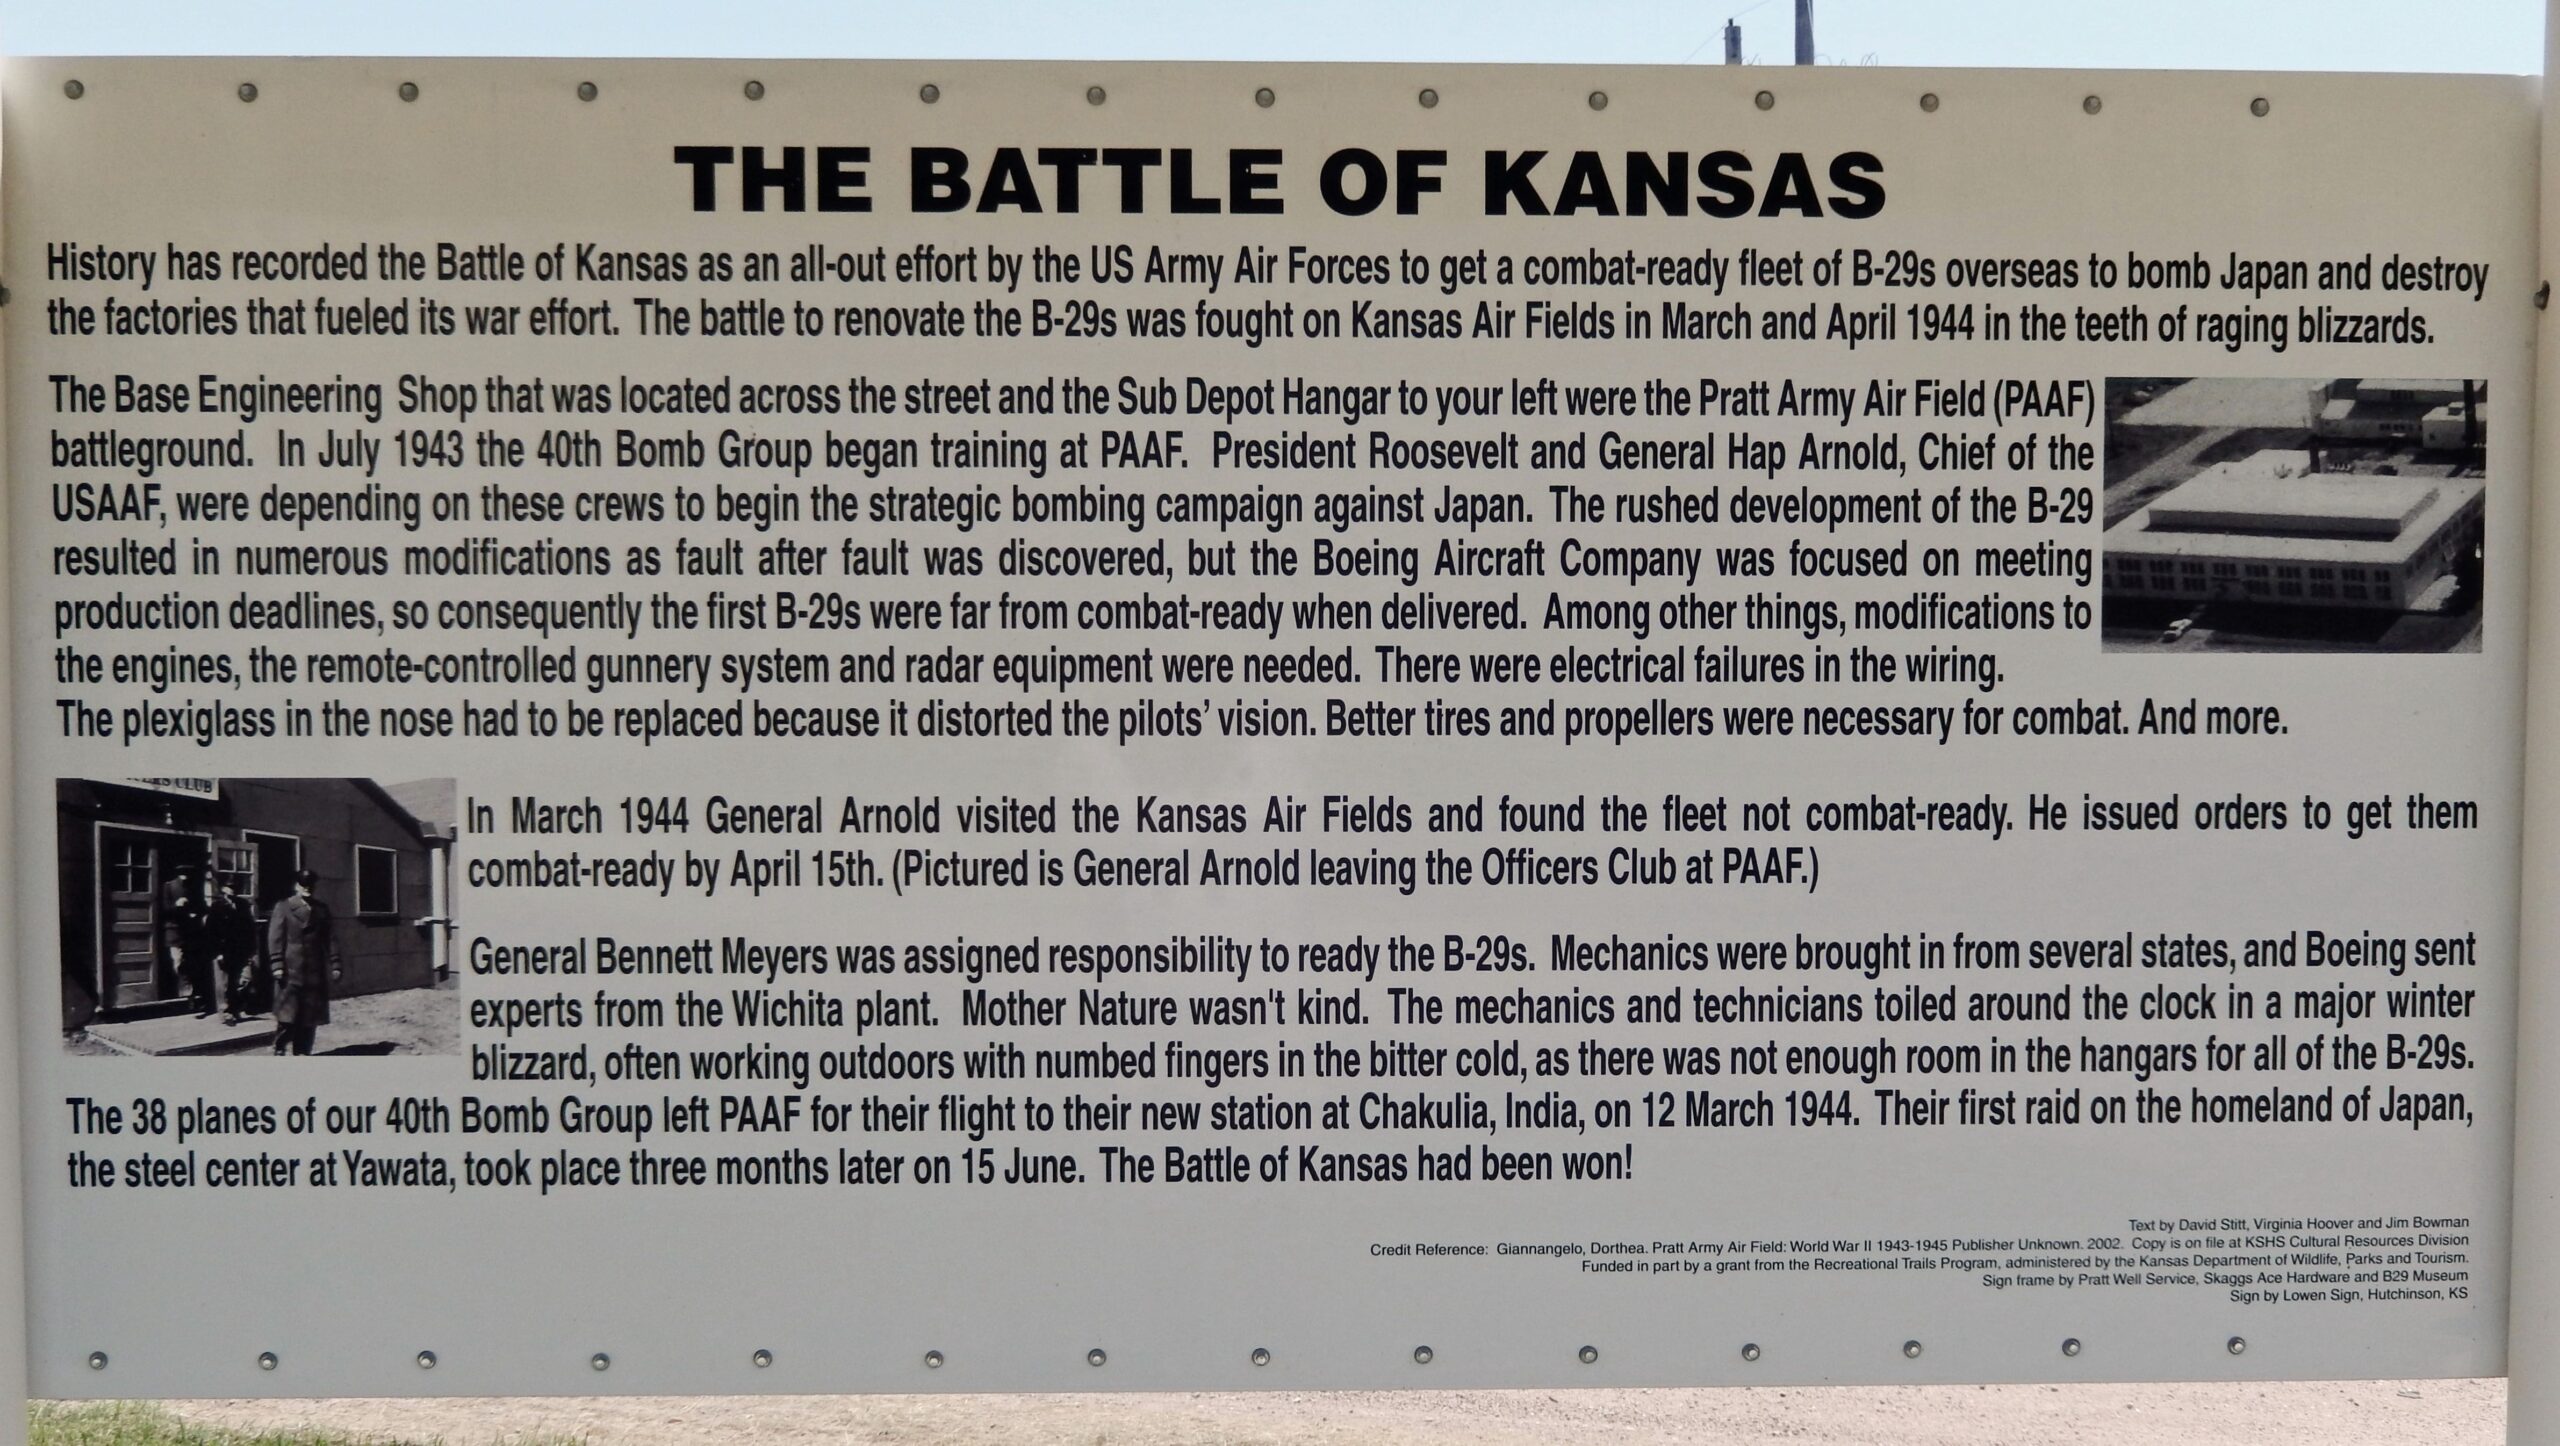 THE BATTLE OF KANSAS
History has recorded the Battle of Kansas as an all-out effort by the US Army Air Forces to get a combat-ready fleet of B-29s overseas to bomb Japan and destroy
the factories that fueled its war effort. The battle to renovate the B-29s was fought on Kansas Air Fields in March and April 1944 in the teeth of raging blizzards.
The Base Engineering Shop that was located across the street and the Sub Depot Hangar to your left were the Pratt Army Air Field (PAAF)
battleground. In July 1943 the 40th Bomb Group began training at PAAF. President Roosevelt and General Hap Arnold, Chief of the
USAAF, were depending on these crews to begin the strategic bombing campaign against Japan. The rushed development of the B-29
resulted in numerous modifications as fault after fault was discovered, but the Boeing Aircraft Company was focused on meeting
production deadlines, so consequently the first B-29s were far from combat-ready when delivered. Among other things, modifications to
the engines, the remote-controlled gunnery system and radar equipment were needed. There were electrical failures in the wiring.
The plexiglass in the nose had to be replaced because it distorted the pilots' vision. Better tires and propellers were necessary for combat. And more.
CLUB
In March 1944 General Arnold visited the Kansas Air Fields and found the fleet not combat-ready. He issued orders to get them
combat-ready by April 15th. (Pictured is General Arnold leaving the Officers Club at PAAF.)
General Bennett Meyers was assigned responsibility to ready the B-29s. Mechanics were brought in from several states, and Boeing sent
experts from the Wichita plant. Mother Nature wasn't kind. The mechanics and technicians toiled around the clock in a major winter
blizzard, often working outdoors with numbed fingers in the bitter cold, as there was not enough room in the hangars for all of the B-29s.
The 38 planes of our 40th Bomb Group left PAAF for their flight to their new station at Chakulia, India, on 12 March 1944. Their first raid on the homeland of Japan,
the steel center at Yawata, took place three months later on 15 June. The Battle of Kansas had been won!
Text by David Stitt, Virginia Hoover and Jim Bowman
Credit Reference: Giannangelo, Dorthea. Pratt Army Air Field: World War II 1943-1945 Publisher Unknown. 2002. Copy is on file at KSHS Cultural Resources Division
Funded in part by a grant from the Recreational Trails Program, administered by the Kansas Department of Wildlife, Parks and Tourism.
Sign frame by Pratt Well Service, Skaggs Ace Hardware and B29 Museum
Sign by Lowen Sign, Hutchinson, KS